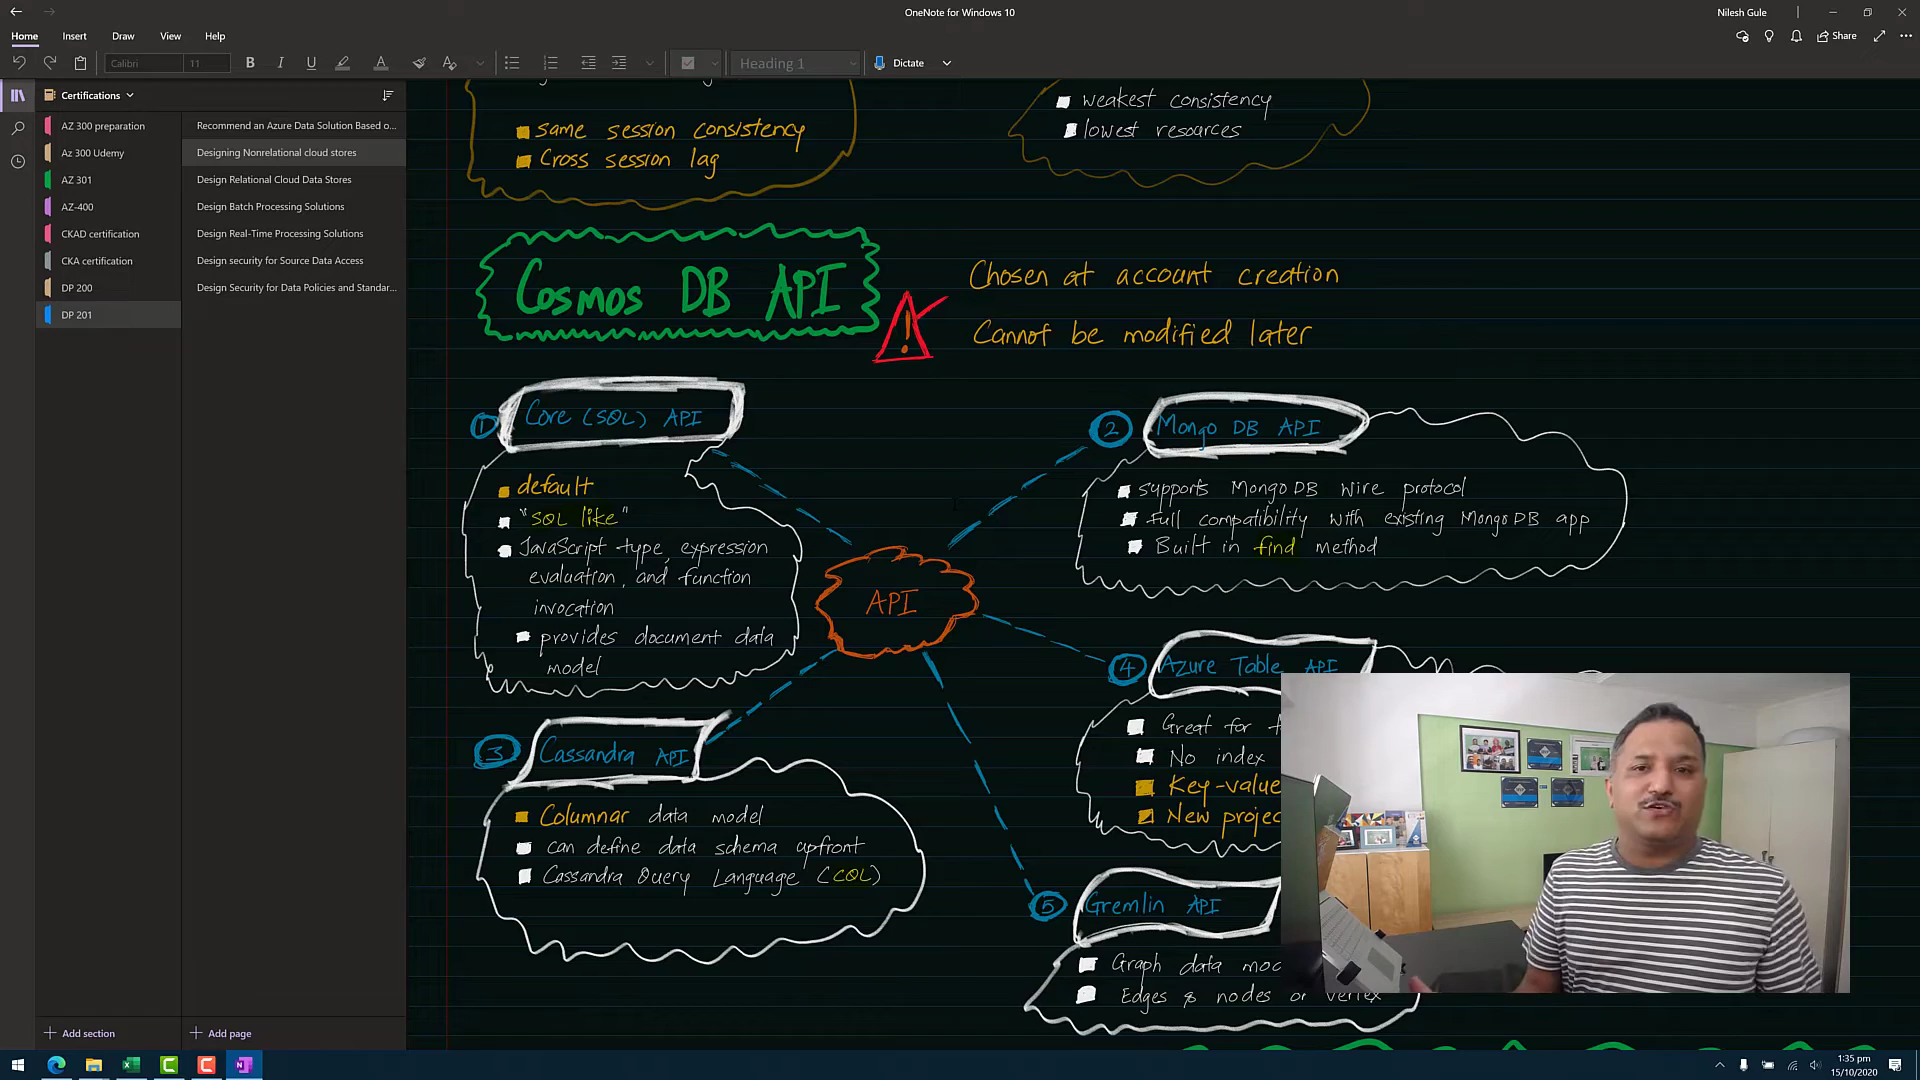 OneNote for Windows 10
Nilesh Gule
Home
Insert
Draw
View
Help
Share
Calibri
11
B
I
U
A
Heading 1
Dictate
Certifications
AZ 300 preparation
Az 300 Udemy
AZ 301
AZ-400
CKAD certification
CKA certification
DP 200
DP 201
Recommend an Azure Data Solution Based o...
Designing Nonrelational cloud stores
Design Relational Cloud Data Stores
Design Batch Processing Solutions
Design Real-Time Processing Solutions
Design security for Source Data Access
Design Security for Data Policies and Standar...
same session consistency
Cross session lag
weakest consistency
lowest resources
Cosmos DB API
!
Chosen at account creation
Cannot be modified later
1 Core (SQL) API
default
"SQL like"
JavaScript type, expression
evaluation, and function
invocation
provides document data
model
2 Mongo DB API
supports MongoDB wire protocol
Full compatibility with existing MongoDB app
Built in find method
API
3 Cassandra API
Columnar data model
can define data schema upfront
Cassandra Query Language (CQL)
4 Azure Table API
Great for
No index
Key-value
New projec
5 Gremlin API
Graph data mod
Edges & nodes or vertex
Add section
Add page
1:35 pm
15/10/2020